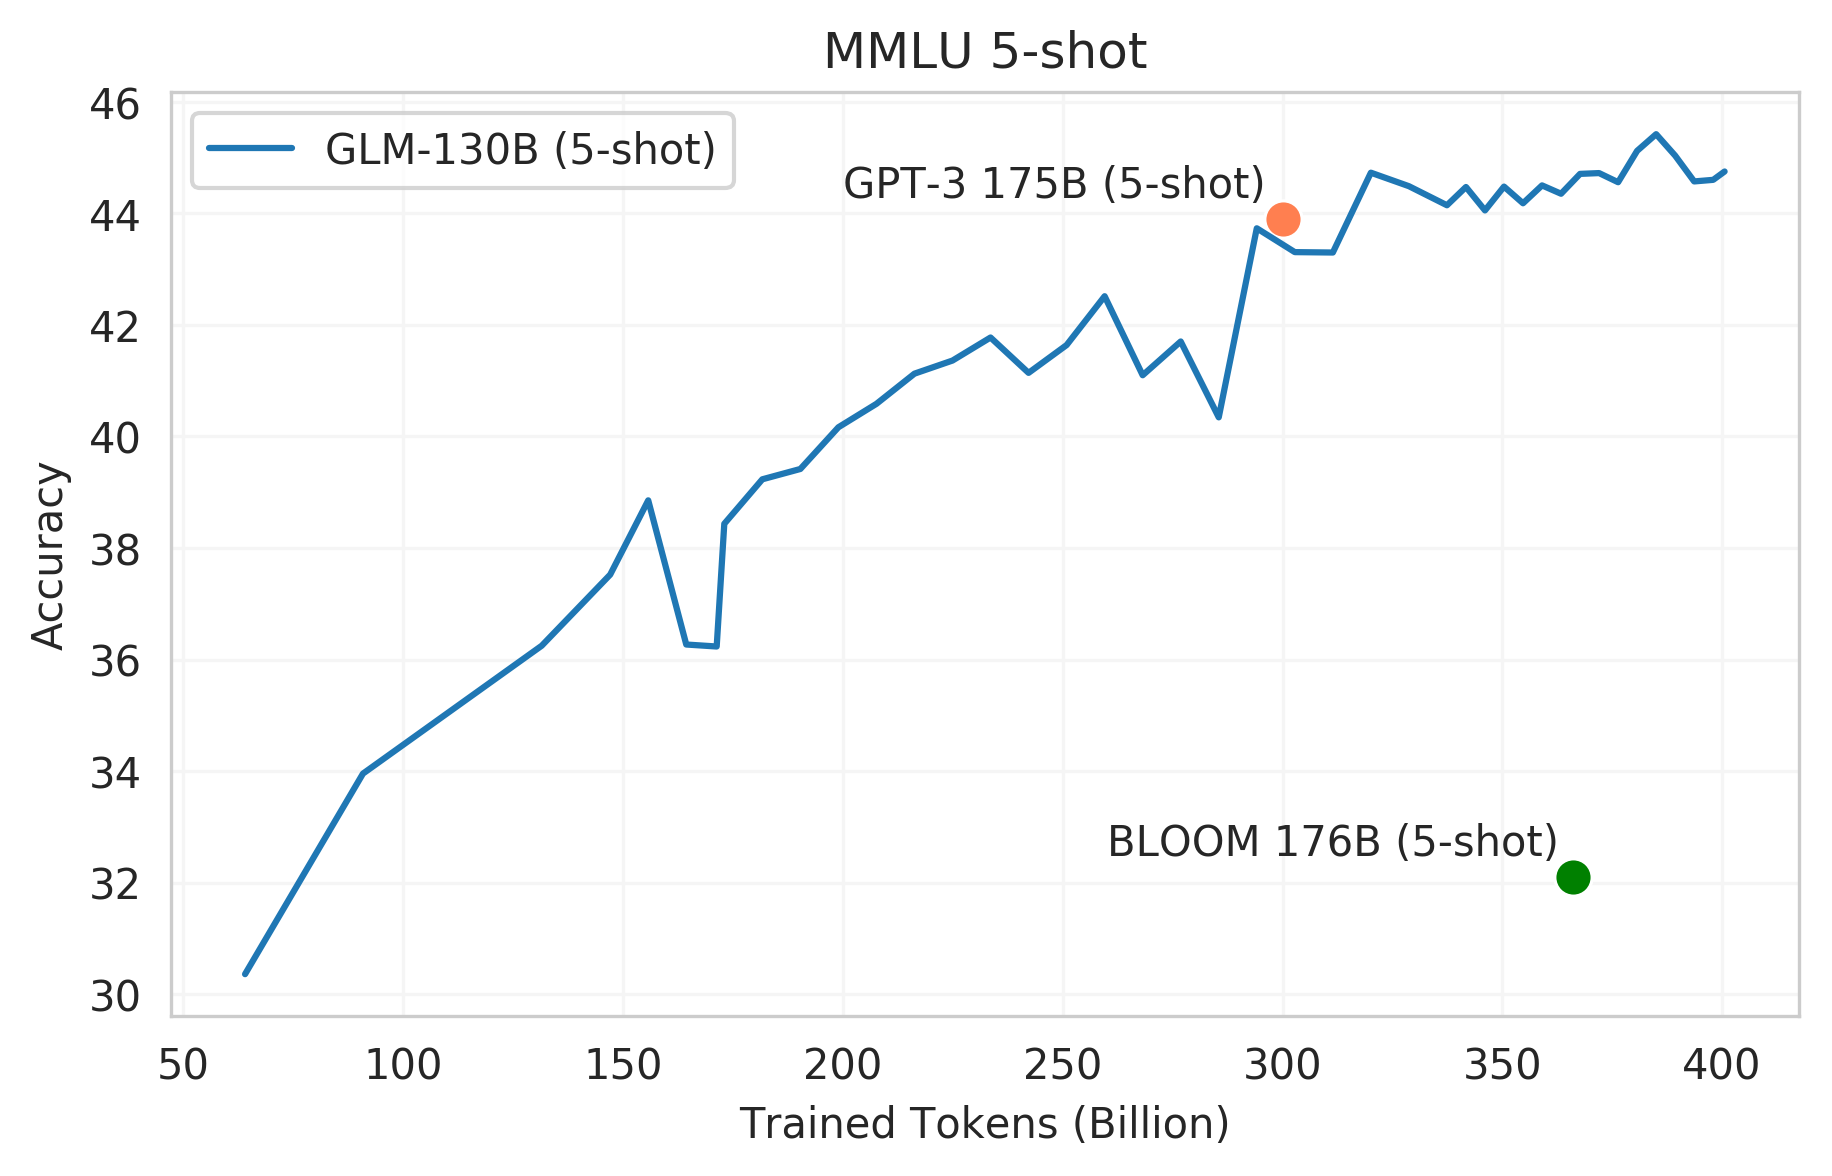 MMLU 5-shot
46
44
42
40
38
36
34
32
30
Accuracy
GLM-130B (5-shot)
GPT-3 175B (5-shot)
BLOOM 176B (5-shot)
50 100 150 200 250 300 350 400
Trained Tokens (Billion)